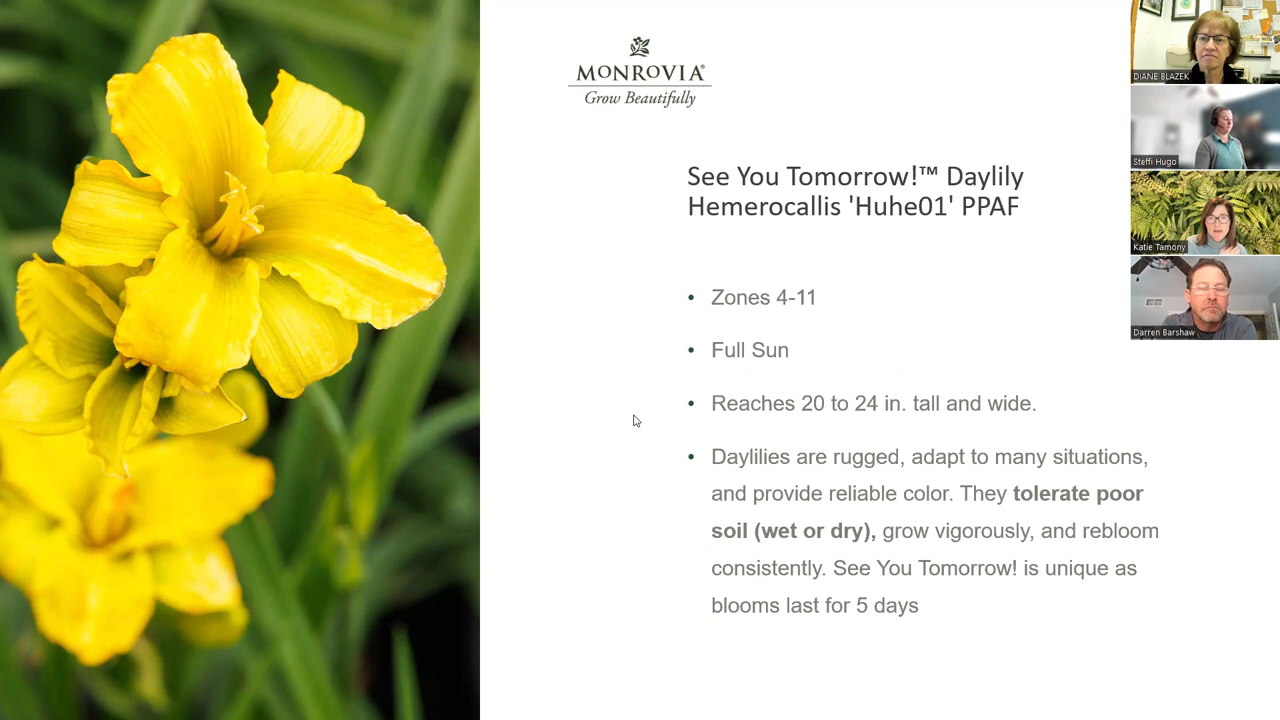 MONROVIA®
Grow Beautifully
See You Tomorrow!™ Daylily
Hemerocallis 'Huhe01' PPAF
• Zones 4-11
• Full Sun
• Reaches 20 to 24 in. tall and wide.
• Daylilies are rugged, adapt to many situations,
and provide reliable color. They tolerate poor
soil (wet or dry), grow vigorously, and rebloom
consistently. See You Tomorrow! is unique as
blooms last for 5 days
DIANE BLAZEK
Steffi Hugo
Katie Tamony
Darren Barshaw